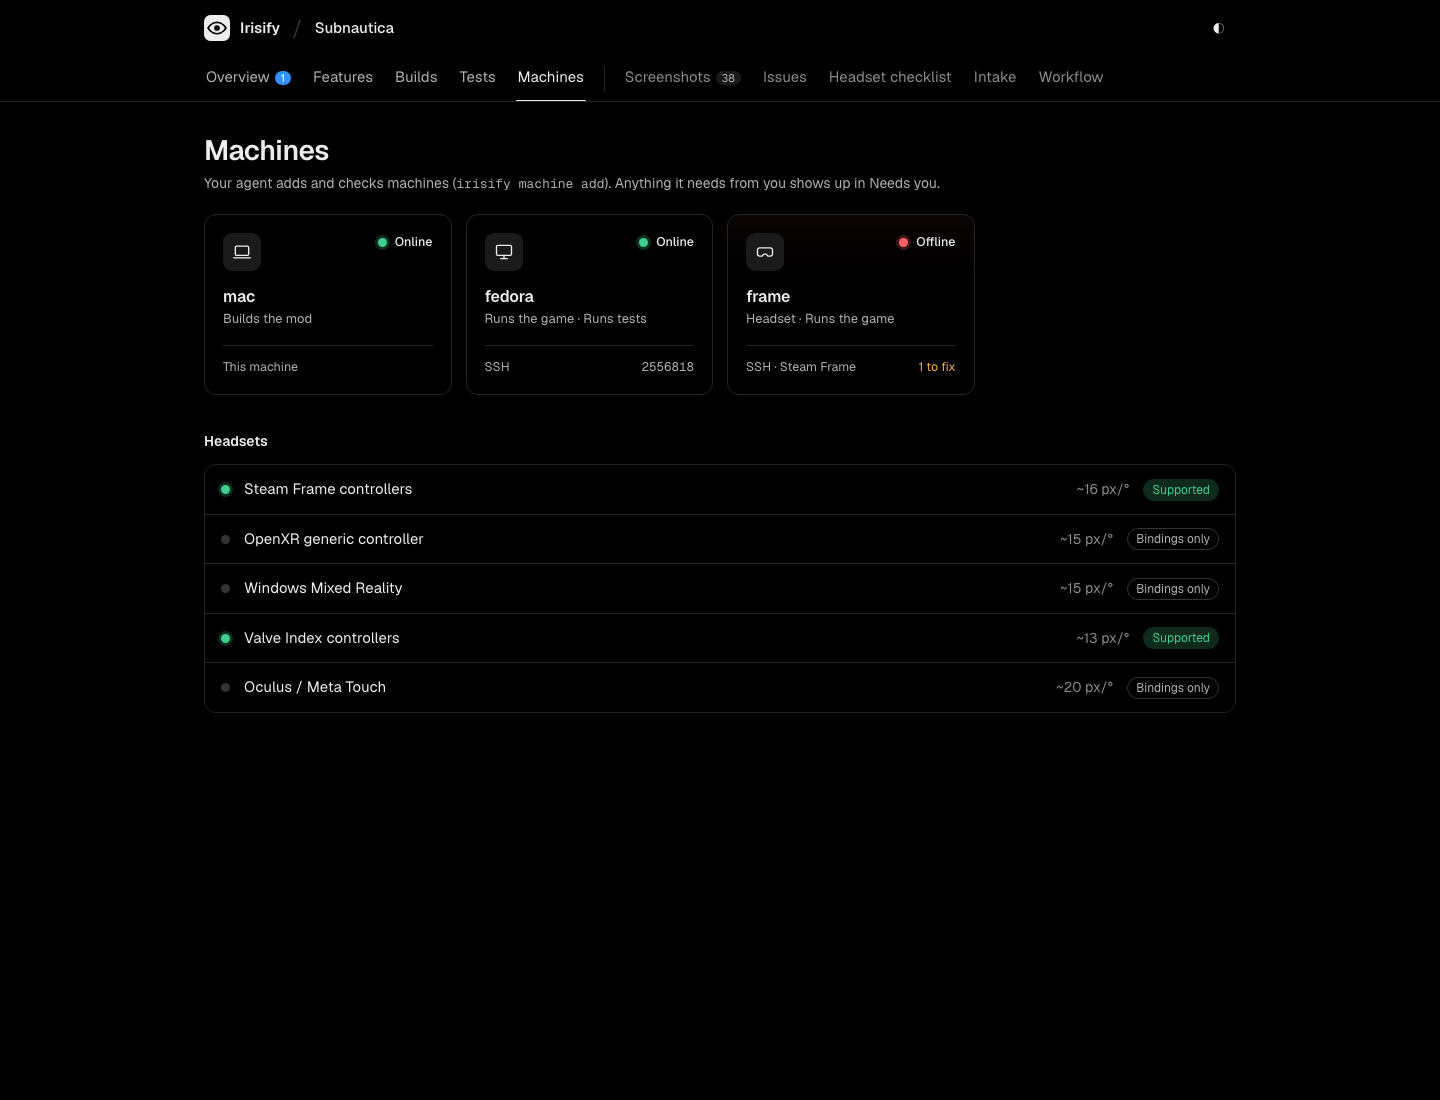 Irisify / Subnautica
Overview 1 Features Builds Tests Machines Screenshots 38 Issues Headset checklist Intake Workflow
Machines
Your agent adds and checks machines (irisify machine add). Anything it needs from you shows up in Needs you.
Online
mac
Builds the mod
This machine
Online
fedora
Runs the game · Runs tests
SSH 2556818
Offline
frame
Headset · Runs the game
SSH · Steam Frame 1 to fix
Headsets
Steam Frame controllers ~16 px/° Supported
OpenXR generic controller ~15 px/° Bindings only
Windows Mixed Reality ~15 px/° Bindings only
Valve Index controllers ~13 px/° Supported
Oculus / Meta Touch ~20 px/° Bindings only